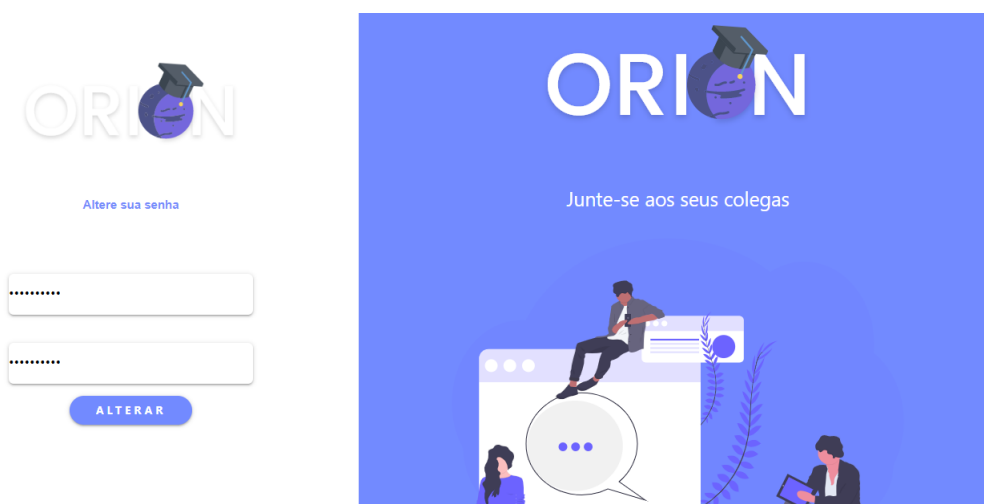 ORION
Altere sua senha
••••••••••
••••••••••
ALTERAR
ORION
Junte-se aos seus colegas